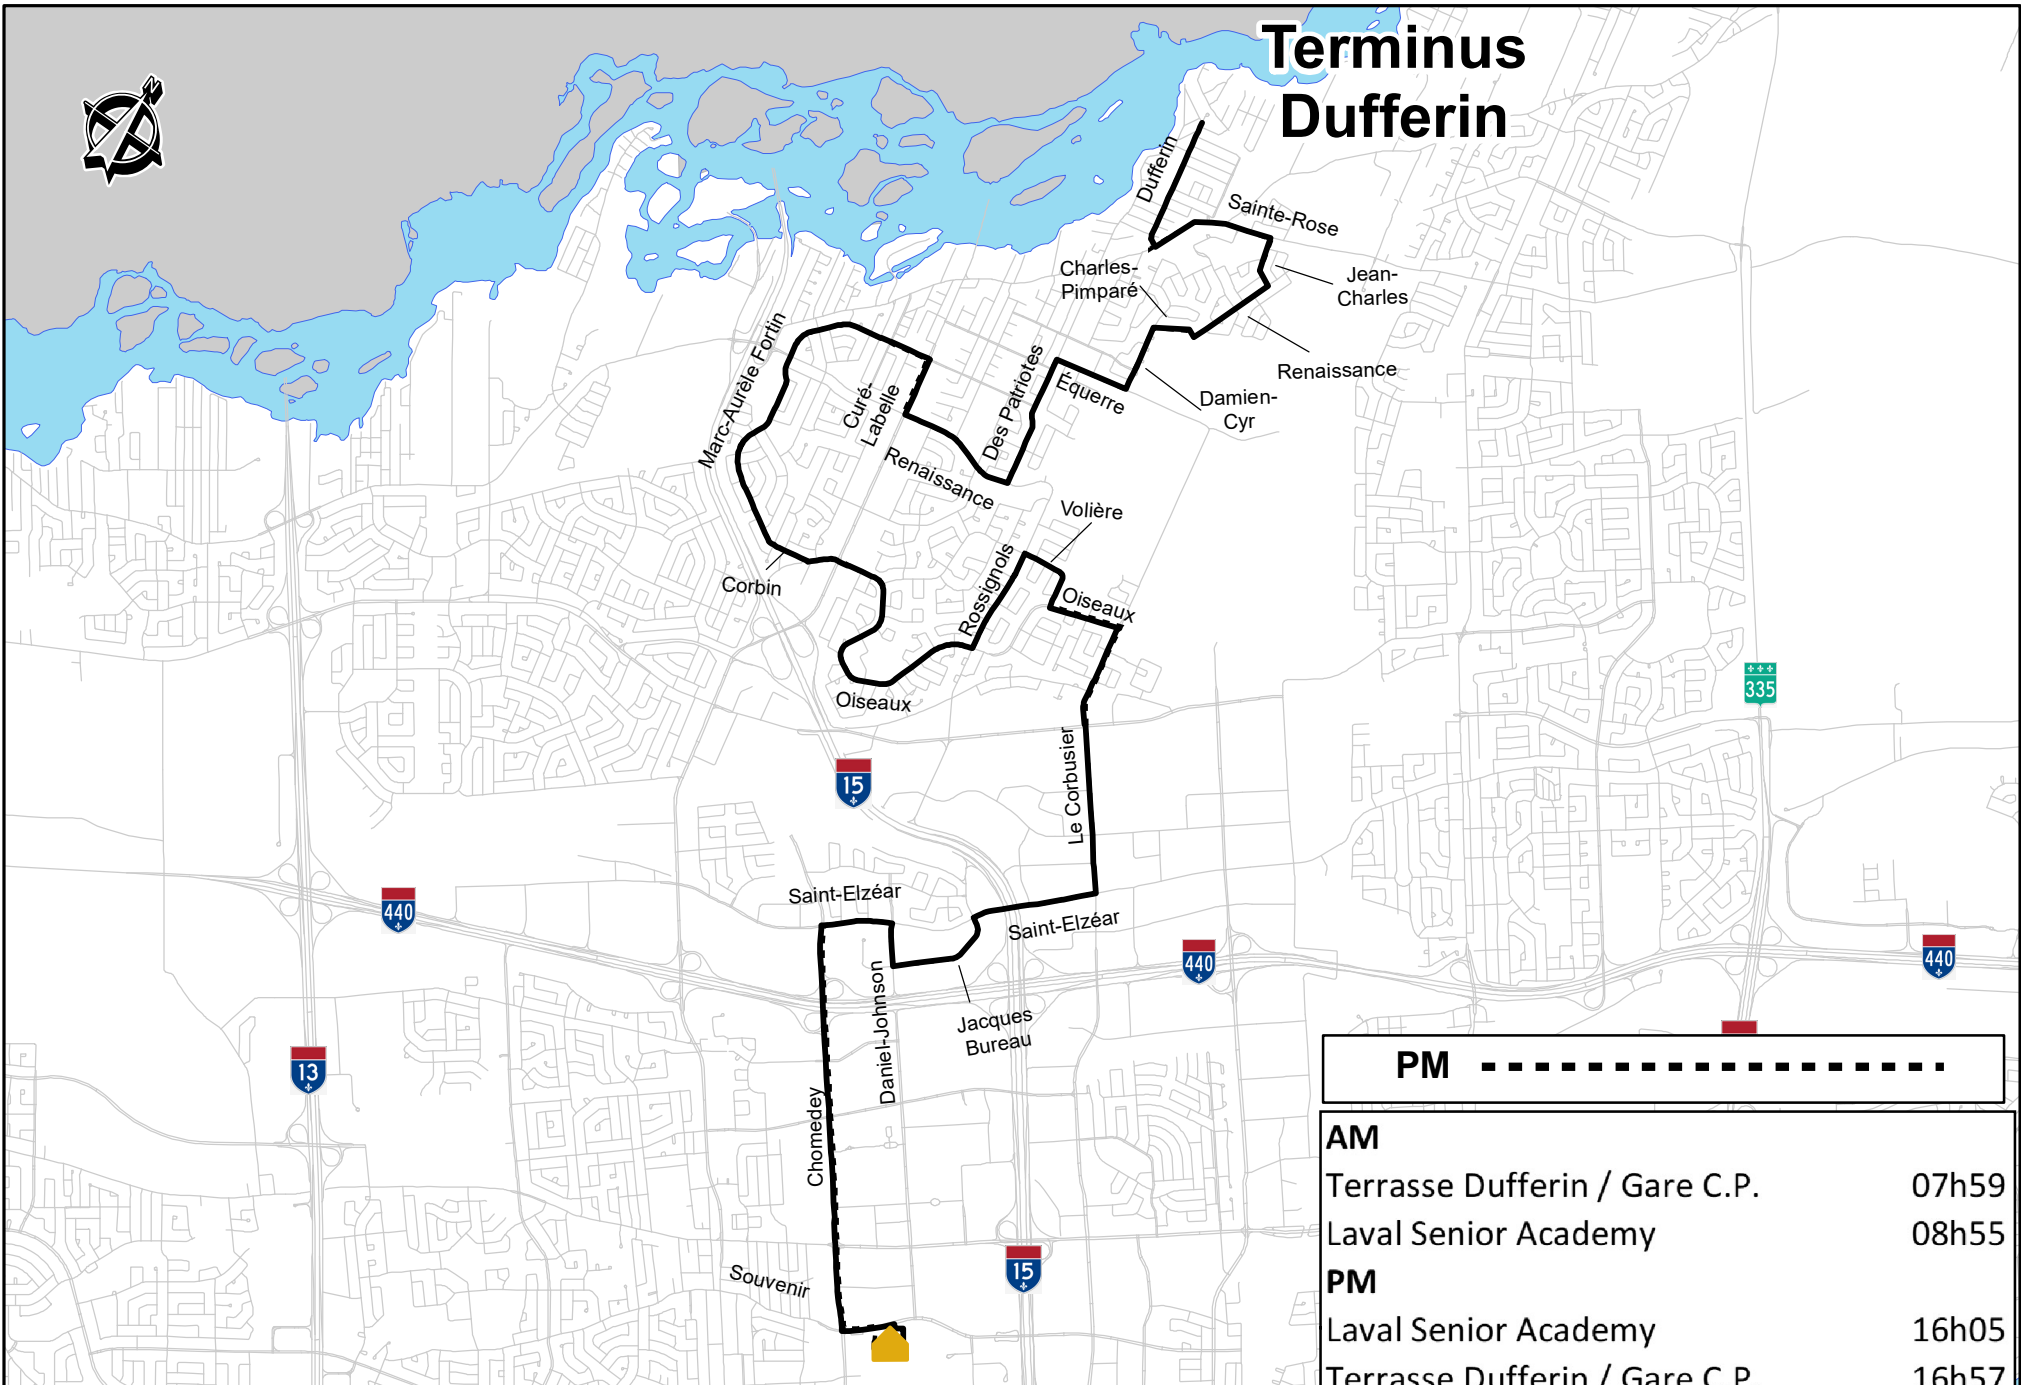 Terminus
Dufferin
N
Dufferin
Sainte-Rose
Charles-
Pimparé
Jean-
Charles
Marc-Aurèle Fortin
Curé-
Labelle
Des Patriotes
Équerre
Renaissance
Damien-
Cyr
Renaissance
Volière
Corbin
Rossignols
Oiseaux
Oiseaux
335
Le Corbusier
15
Saint-Elzéar
440
Saint-Elzéar
440
440
Daniel-Johnson
Jacques
Bureau
13
Chomedey
Souvenir
15
PM
AM
Terrasse Dufferin / Gare C.P. 07h59
Laval Senior Academy 08h55
PM
Laval Senior Academy 16h05
Terrasse Dufferin / Gare C.P. 16h57